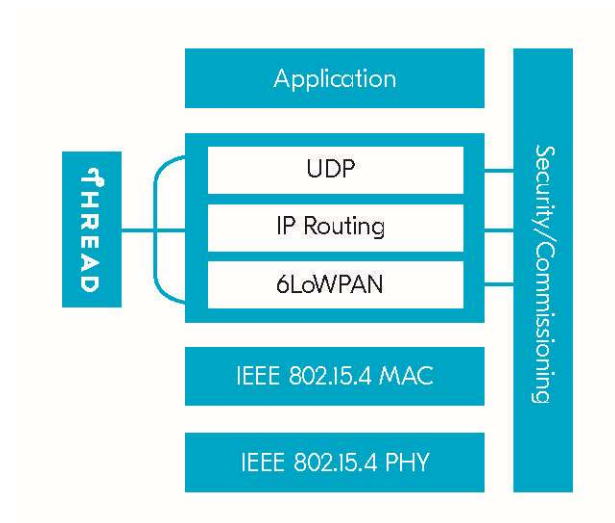 Application
UDP
IP Routing
6LoWPAN
THREAD
Security/Commissioning
IEEE 802.15.4 MAC
IEEE 802.15.4 PHY